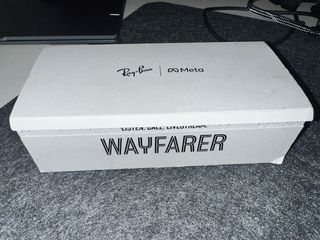 Ray-Ban | Meta
LISTEN. CALL. LIVESTREAM.
WAYFARER